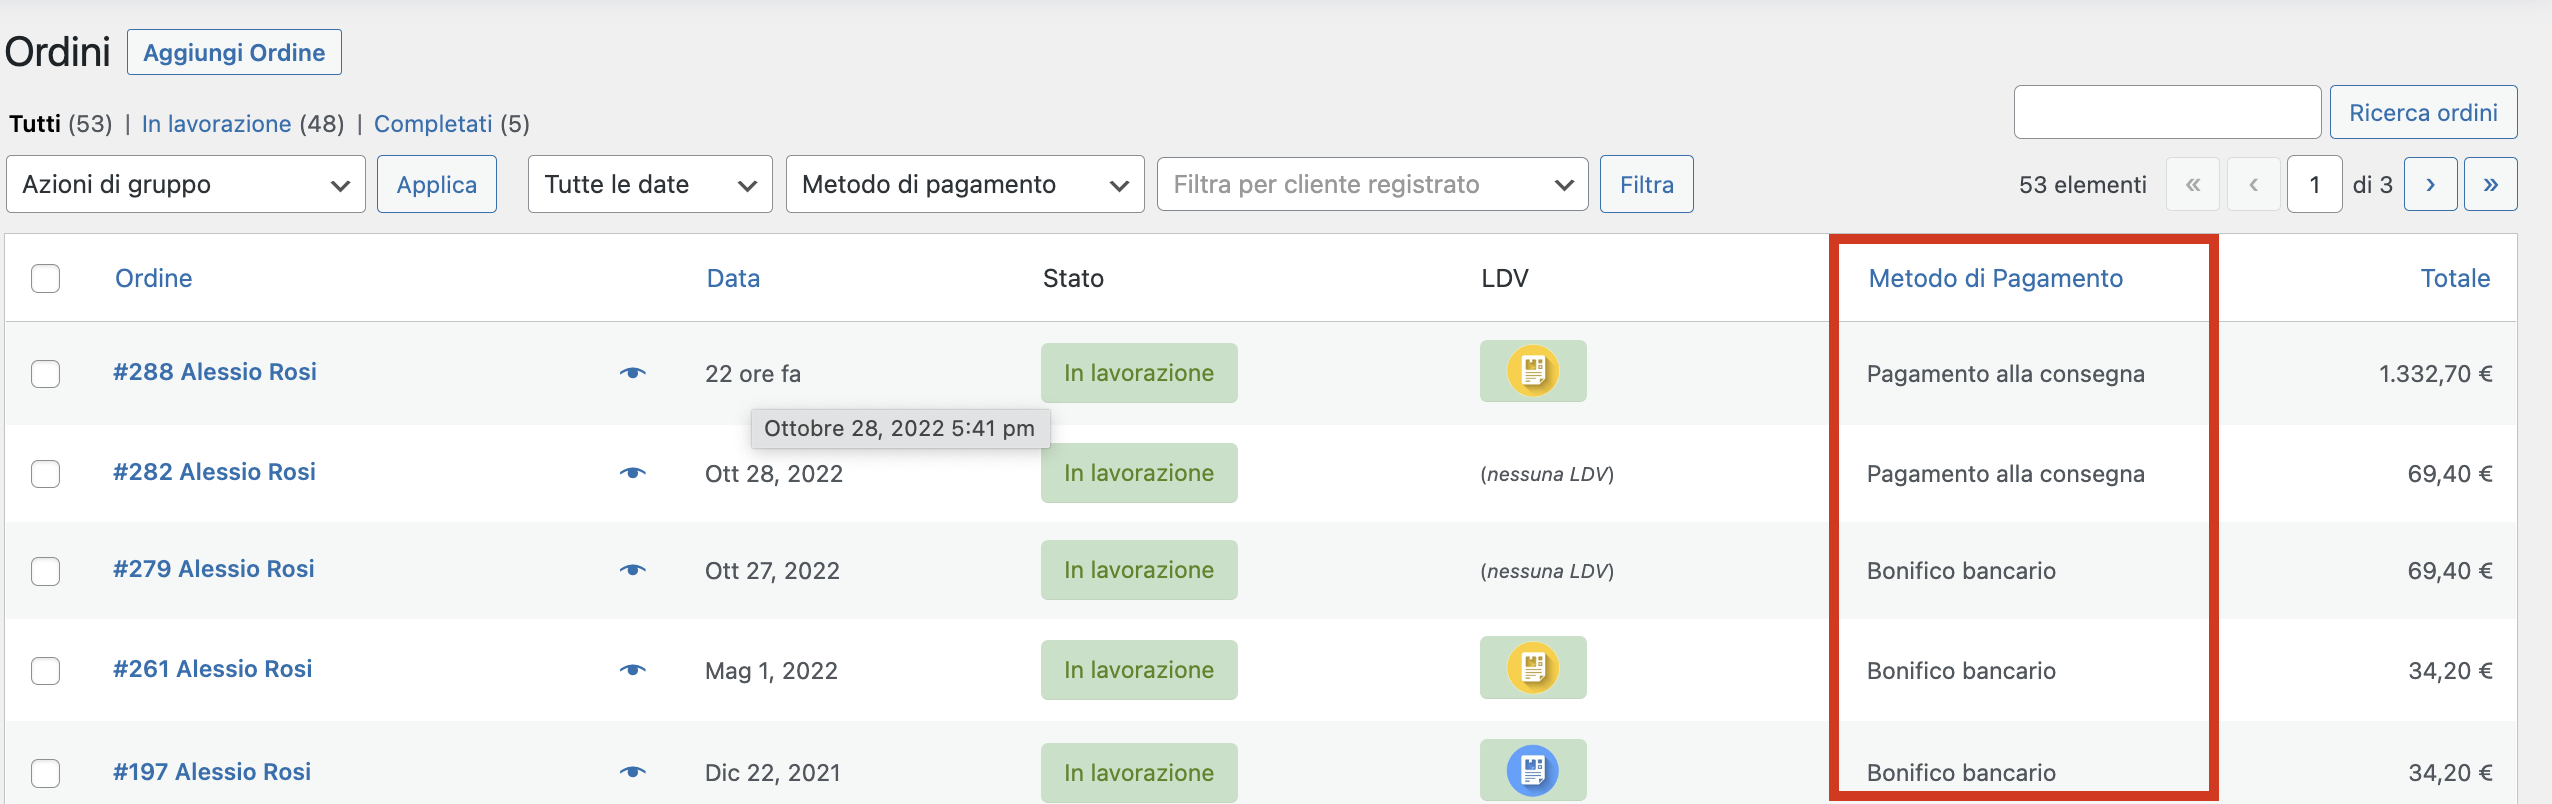 Ordini Aggiungi Ordine
Tutti (53) | In lavorazione (48) | Completati (5)
Ricerca ordini
Azioni di gruppo Applica Tutte le date Metodo di pagamento Filtra per cliente registrato Filtra 53 elementi « ‹ 1 di 3 › »
Ordine Data Stato LDV Metodo di Pagamento Totale
#288 Alessio Rosi 22 ore fa In lavorazione Pagamento alla consegna 1.332,70 €
Ottobre 28, 2022 5:41 pm
#282 Alessio Rosi Ott 28, 2022 In lavorazione (nessuna LDV) Pagamento alla consegna 69,40 €
#279 Alessio Rosi Ott 27, 2022 In lavorazione (nessuna LDV) Bonifico bancario 69,40 €
#261 Alessio Rosi Mag 1, 2022 In lavorazione Bonifico bancario 34,20 €
#197 Alessio Rosi Dic 22, 2021 In lavorazione Bonifico bancario 34,20 €